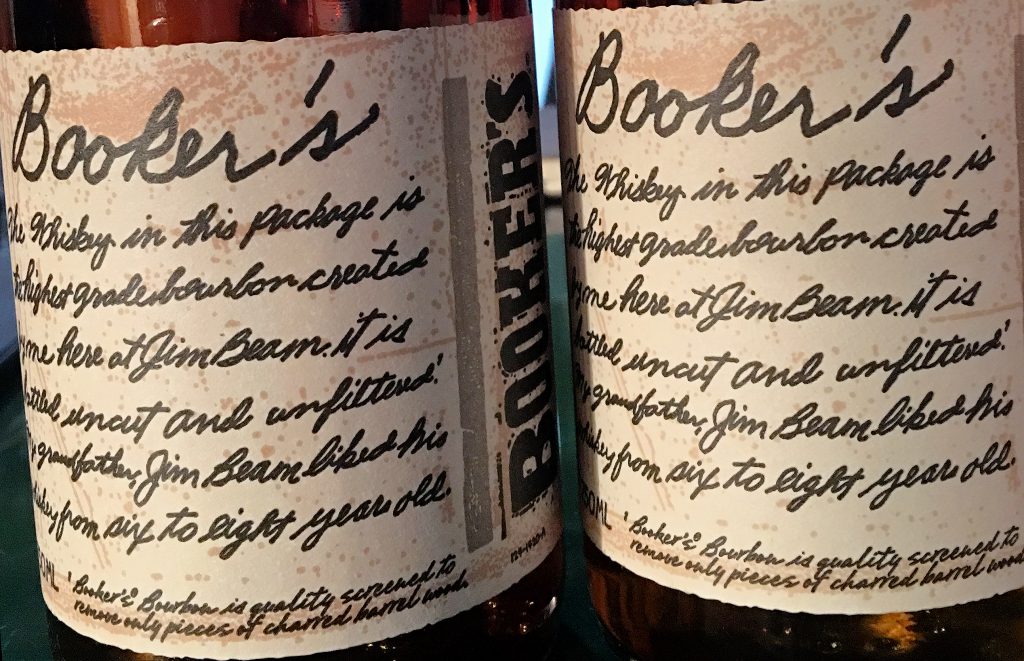 Booker's
The Whiskey in this package is
the highest grade bourbon created
by me here at Jim Beam. it is
bottled, uncut and unfiltered.'
my grandfather, Jim Beam liked his
whiskey from six to eight years old.
' Booker's® Bourbon is quality screened to
remove only pieces of charred barrel wood.
BOOKER'S
Booker's
The Whiskey in this package is
the highest grade bourbon created
by me here at Jim Beam. it is
bottled, uncut and unfiltered.'
my grandfather, Jim Beam liked his
whiskey from six to eight years old.
750ML
' Booker's® Bourbon is quality screened to
remove only pieces of charred barrel wood